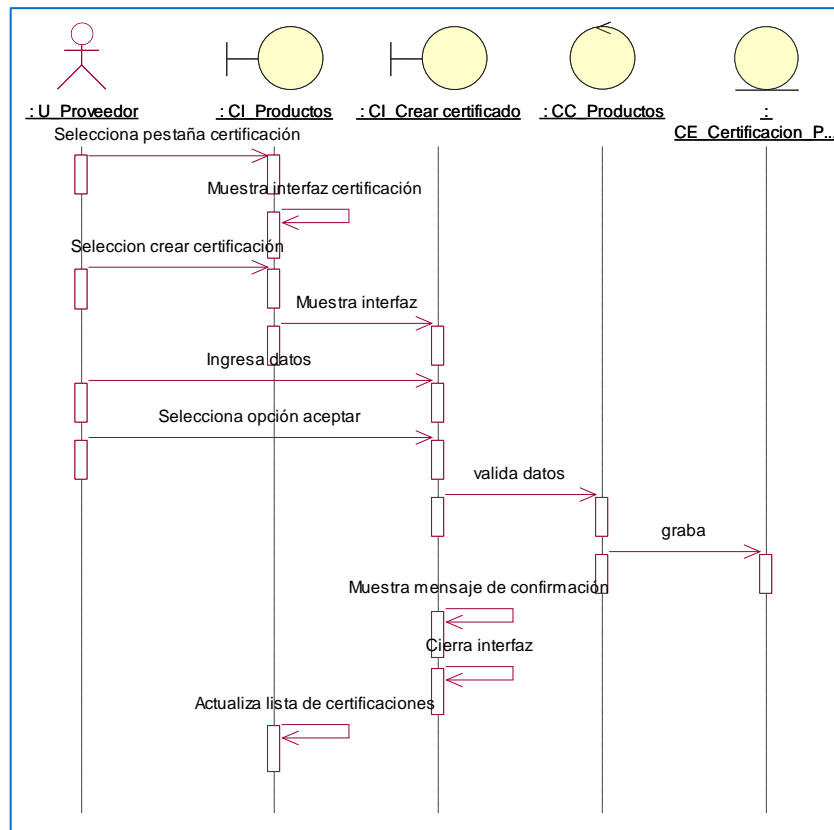 : U_Proveedor
: CI_Productos
: CI_Crear certificado
: CC_Productos
:
CE_Certificacion_P...
Selecciona pestaña certificación
Muestra interfaz certificación
Seleccion crear certificación
Muestra interfaz
Ingresa datos
Selecciona opción aceptar
valida datos
graba
Muestra mensaje de confirmación
Cierra interfaz
Actualiza lista de certificaciones